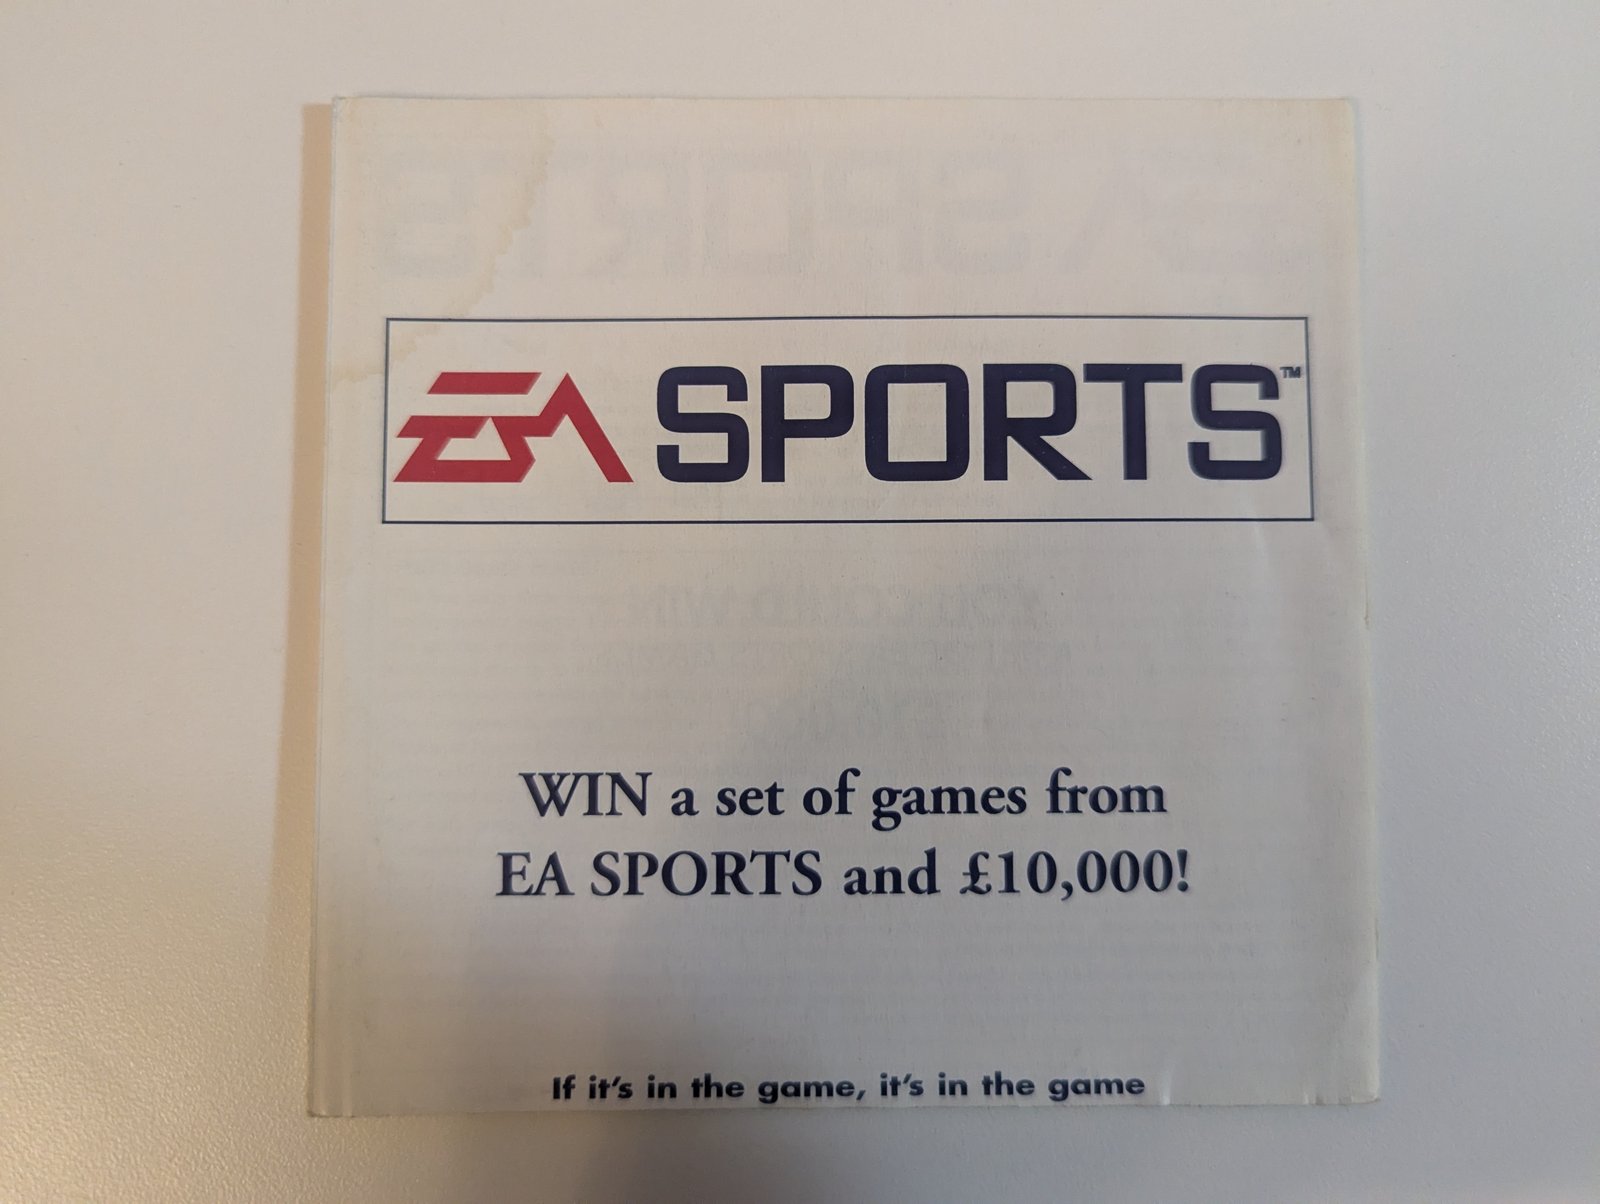 EA SPORTS™
WIN a set of games from
EA SPORTS and £10,000!
If it's in the game, it's in the game